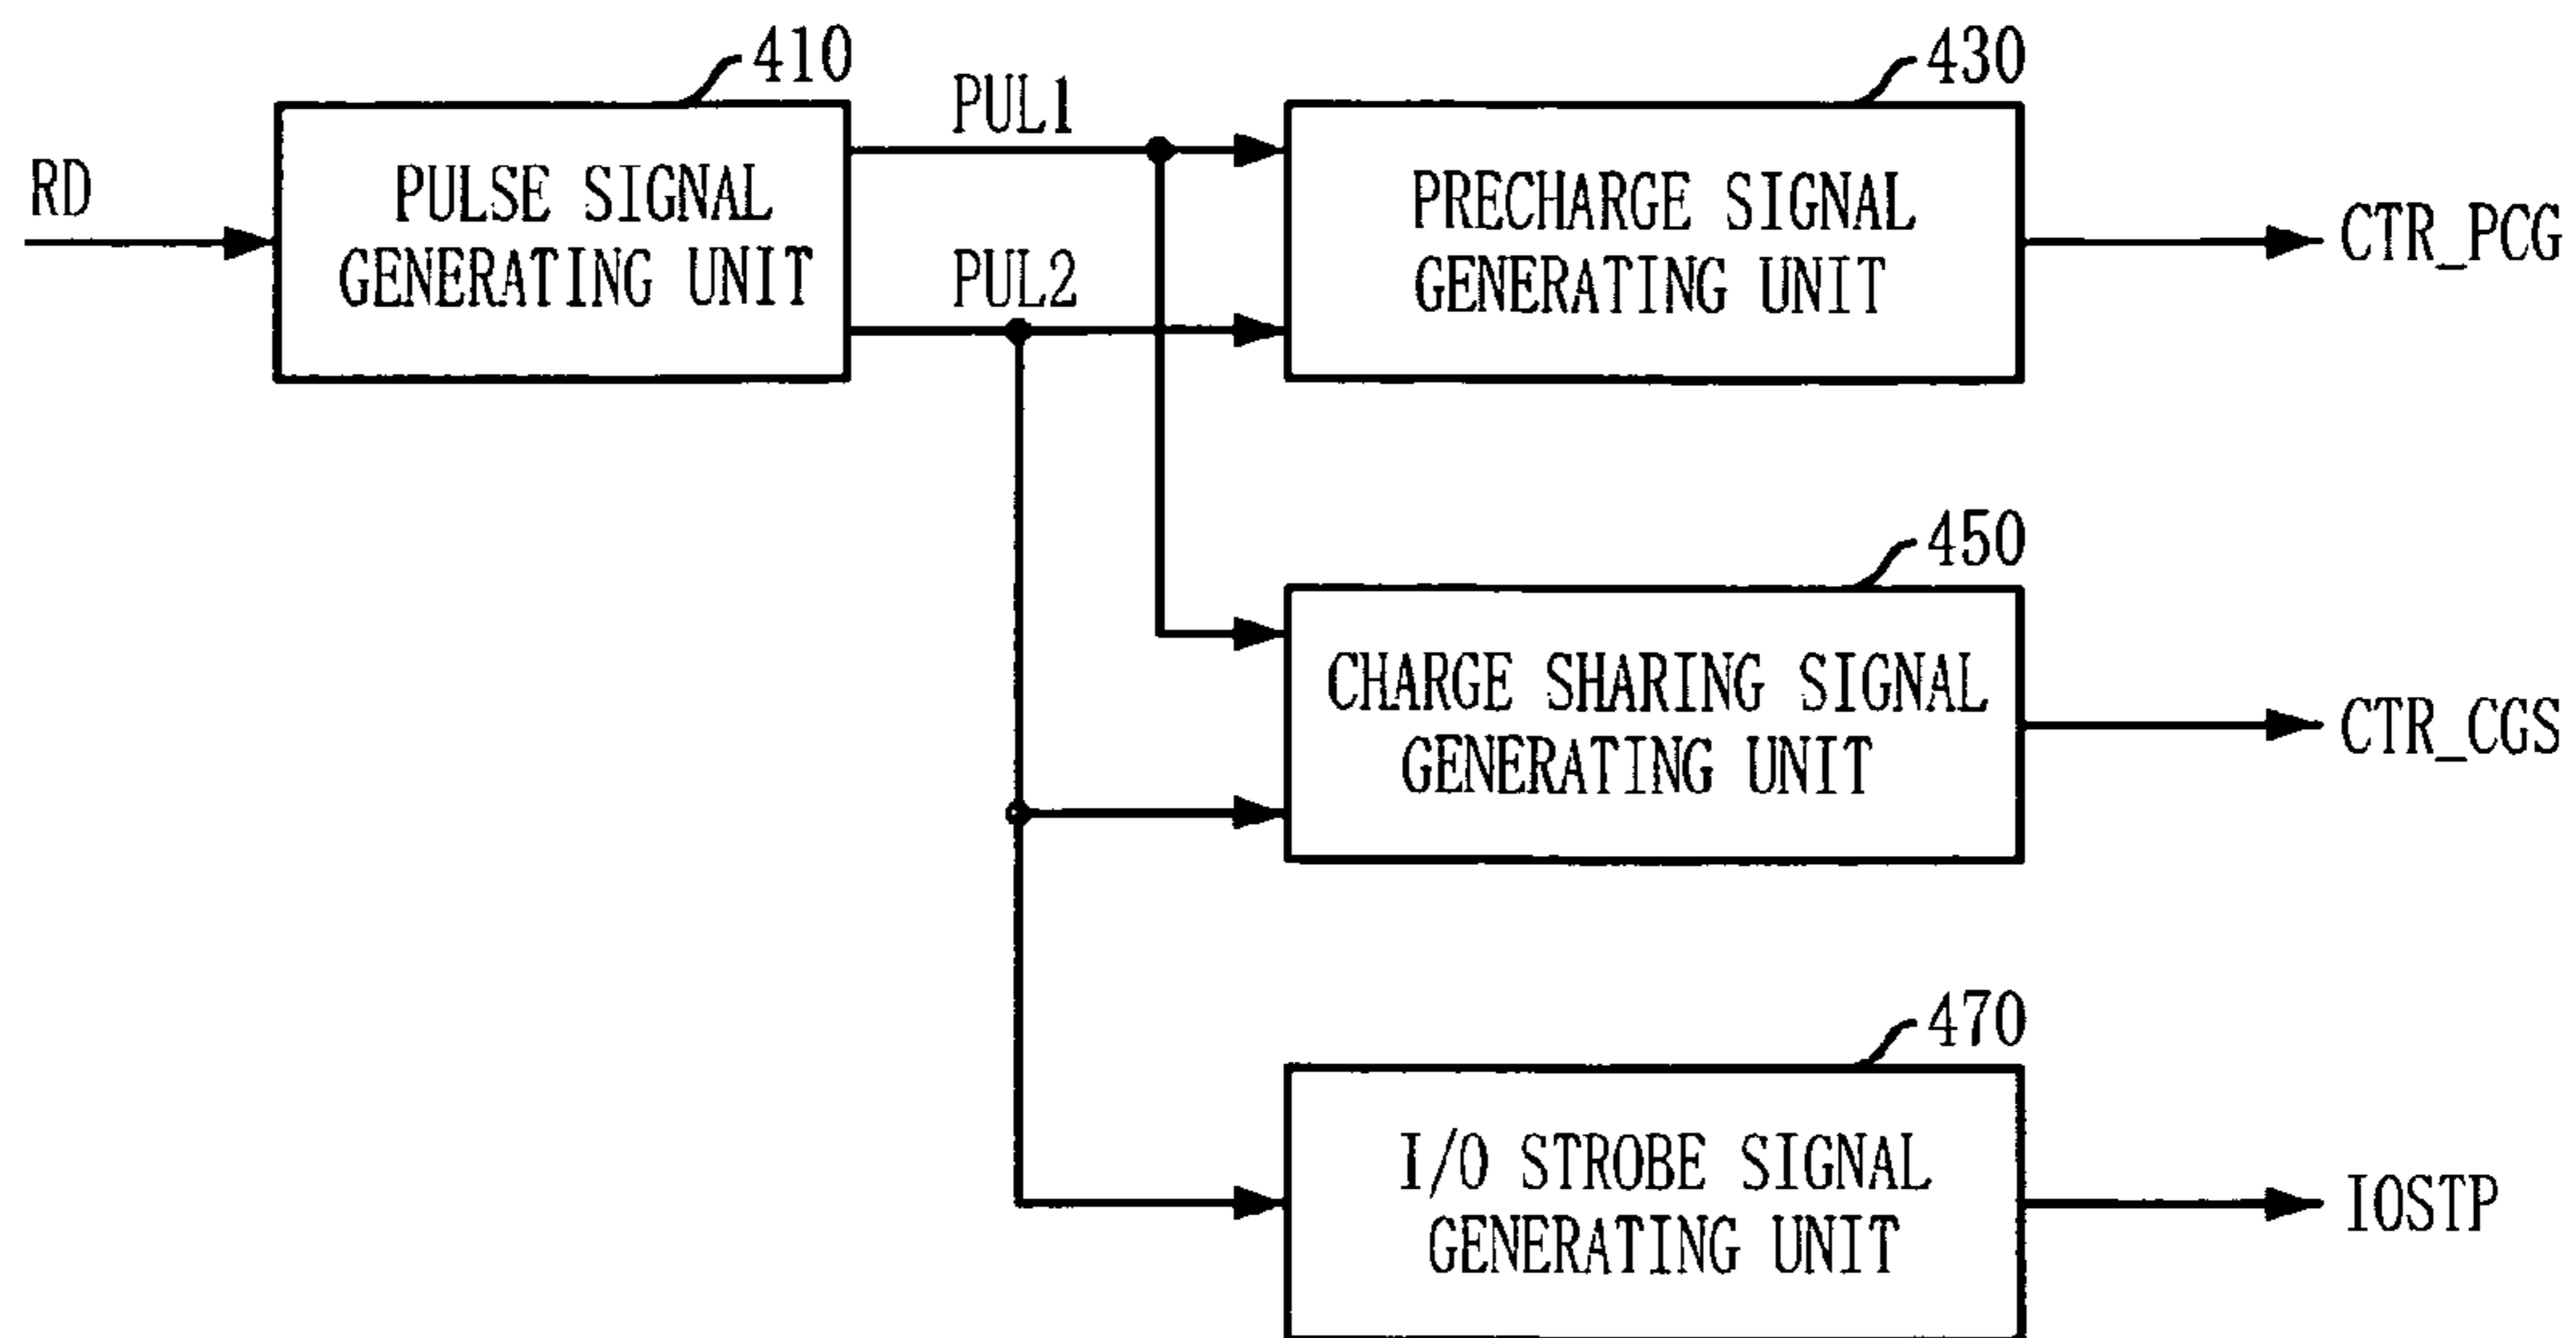 410
430
PUL1
RD
PULSE SIGNAL
GENERATING UNIT
PRECHARGE SIGNAL
GENERATING UNIT
CTR_PCG
PUL2
450
CHARGE SHARING SIGNAL
GENERATING UNIT
CTR_CGS
470
I/O STROBE SIGNAL
GENERATING UNIT
IOSTP